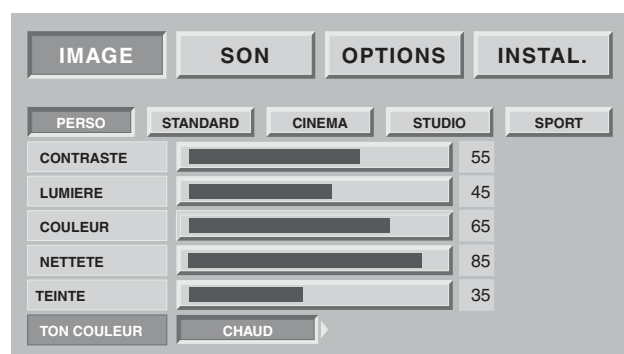 IMAGE SON OPTIONS INSTAL.
PERSO STANDARD CINEMA STUDIO SPORT
CONTRASTE 55
LUMIERE 45
COULEUR 65
NETTETE 85
TEINTE 35
TON COULEUR CHAUD